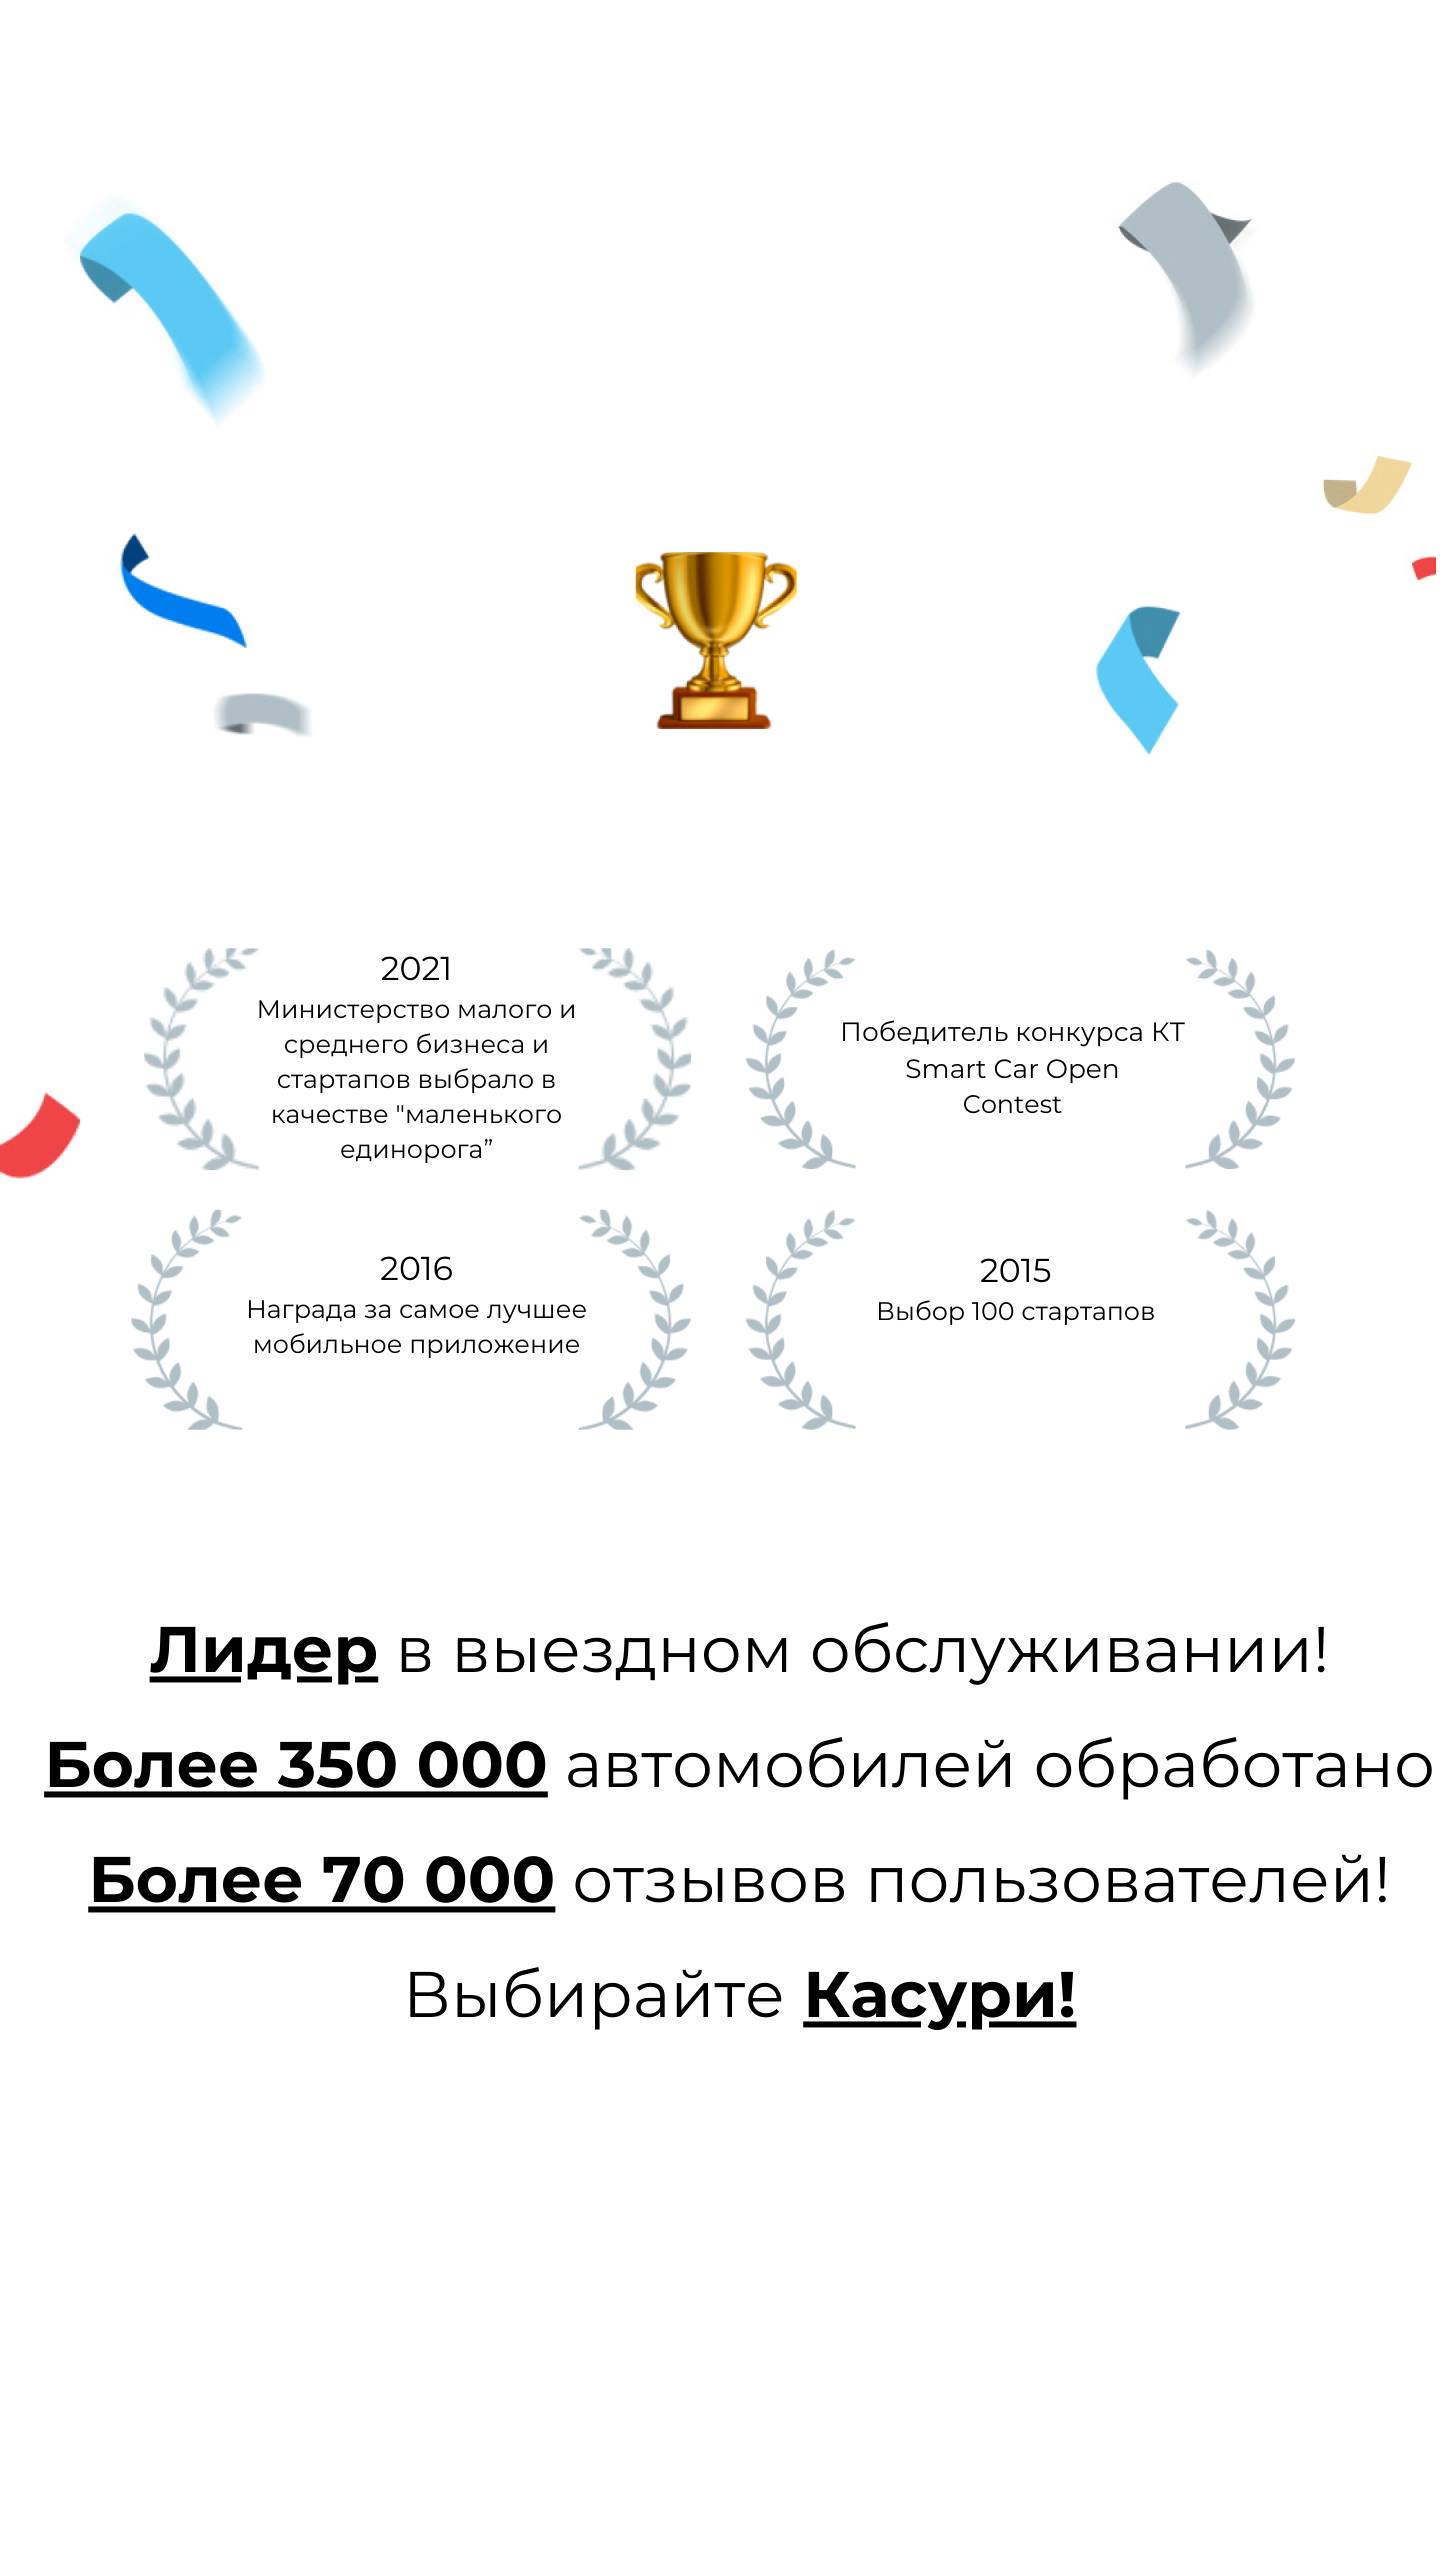 2021
Министерство малого и
среднего бизнеса и
стартапов выбрало в
качестве "маленького
единорога”
Победитель конкурса КТ
Smart Car Open
Contest
2016
Награда за самое лучшее
мобильное приложение
2015
Выбор 100 стартапов
Лидер в выездном обслуживании!
Более 350 000 автомобилей обработано
Более 70 000 отзывов пользователей!
Выбирайте Касури!